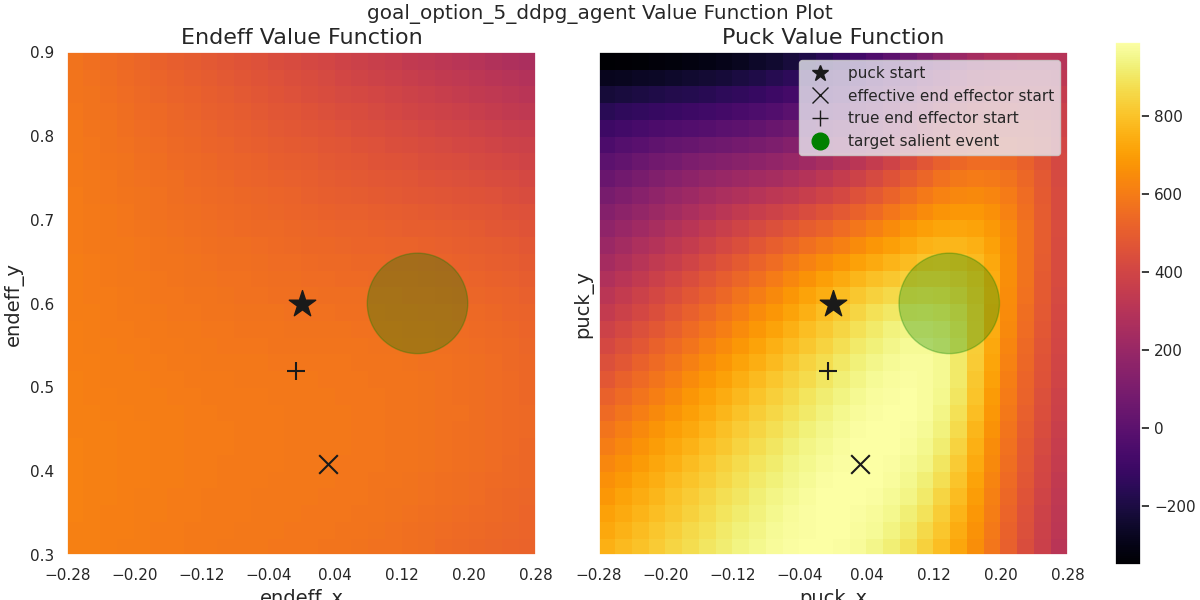 goal_option_5_ddpg_agent Value Function Plot
Endeff Value Function
Puck Value Function
0.9
0.8
0.7
0.6
0.5
0.4
0.3
endeff_y
−0.28 −0.20 −0.12 −0.04 0.04 0.12 0.20 0.28
endeff_x
puck_y
puck start
effective end effector start
true end effector start
target salient event
−0.28 −0.20 −0.12 −0.04 0.04 0.12 0.20 0.28
puck_x
800
600
400
200
0
−200